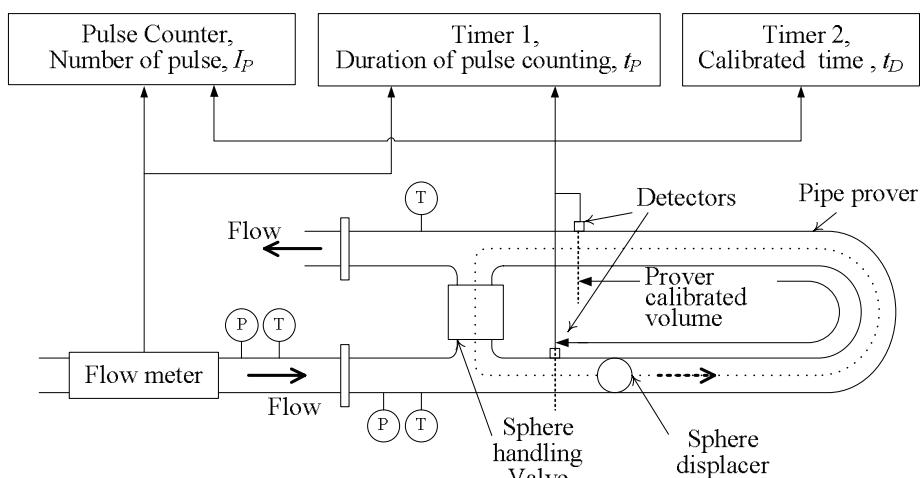 Pulse Counter,
Number of pulse, I_P
Timer 1,
Duration of pulse counting, t_P
Timer 2,
Calibrated time , t_D
T
Detectors
Pipe prover
Flow
Prover
calibrated
volume
P
T
Flow meter
Flow
P
T
Sphere
handling
Valve
Sphere
displacer